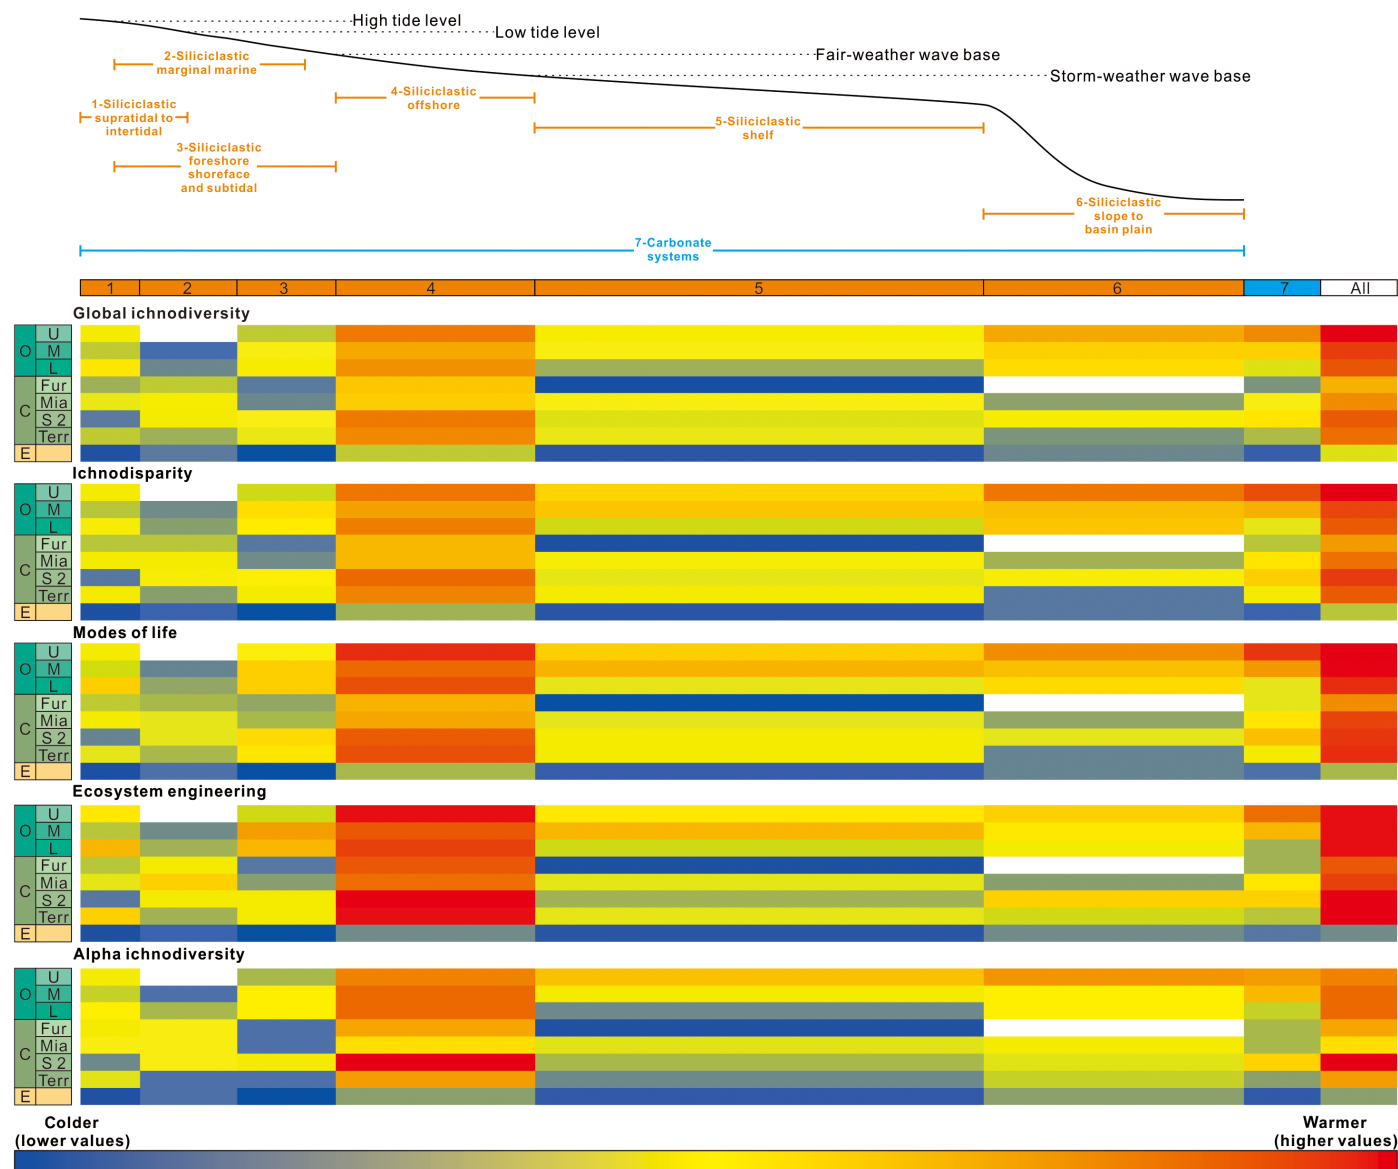 High tide level
Low tide level
Fair-weather wave base
Storm-weather wave base
2-Siliciclastic
marginal marine
4-Siliciclastic
offshore
1-Siliciclastic
supratidal to
intertidal
5-Siliciclastic
shelf
3-Siliciclastic
foreshore
shoreface
and subtidal
6-Siliciclastic
slope to
basin plain
7-Carbonate
systems
1 2 3 4 5 6 7 All
Global ichnodiversity
O U
M
L
C Fur
Mia
S 2
Terr
E
Ichnodisparity
O U
M
L
C Fur
Mia
S 2
Terr
E
Modes of life
O U
M
L
C Fur
Mia
S 2
Terr
E
Ecosystem engineering
O U
M
L
C Fur
Mia
S 2
Terr
E
Alpha ichnodiversity
O U
M
L
C Fur
Mia
S 2
Terr
E
Colder
(lower values)
Warmer
(higher values)